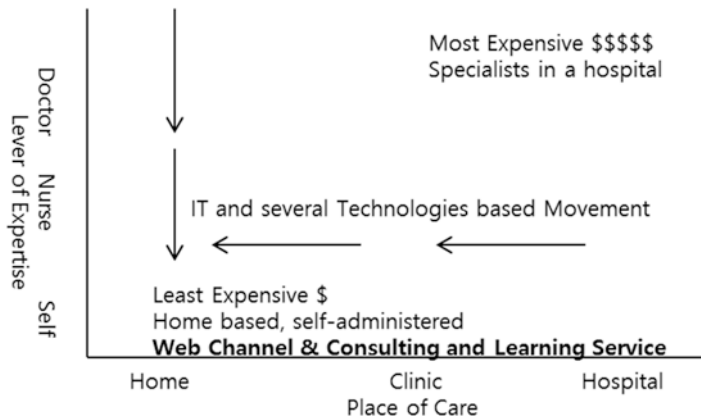 Most Expensive $$$$$
Specialists in a hospital
Doctor
Nurse
Self
Lever of Expertise
IT and several Technologies based Movement
Least Expensive $
Home based, self-administered
Web Channel & Consulting and Learning Service
Home
Clinic
Hospital
Place of Care